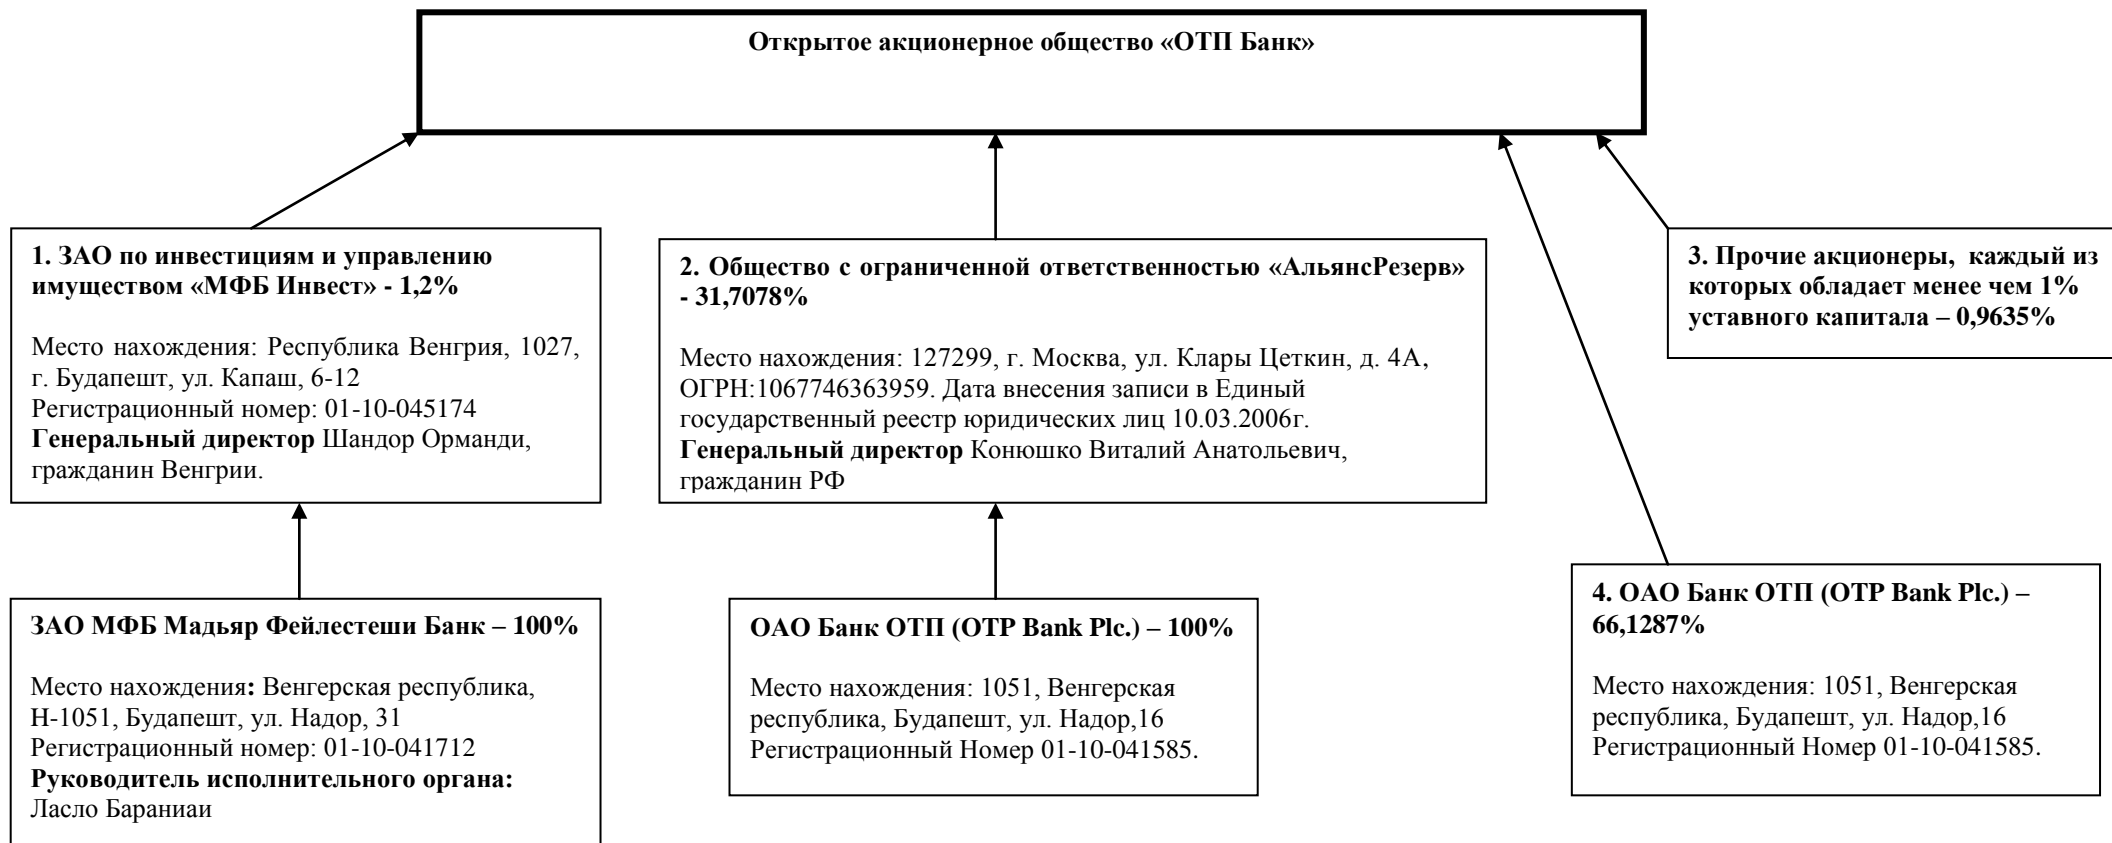 Открытое акционерное общество «ОТП Банк»
1. ЗАО по инвестициям и управлению
имуществом «МФБ Инвест» - 1,2%
Место нахождения: Республика Венгрия, 1027,
г. Будапешт, ул. Капаш, 6-12
Регистрационный номер: 01-10-045174
Генеральный директор Шандор Орманди,
гражданин Венгрии.
2. Общество с ограниченной ответственностью «АльянсРезерв»
- 31,7078%
Место нахождения: 127299, г. Москва, ул. Клары Цеткин, д. 4А,
ОГРН:1067746363959. Дата внесения записи в Единый
государственный реестр юридических лиц 10.03.2006г.
Генеральный директор Конюшко Виталий Анатольевич,
гражданин РФ
3. Прочие акционеры, каждый из
которых обладает менее чем 1%
уставного капитала – 0,9635%
ЗАО МФБ Мадьяр Фейлестеши Банк – 100%
Место нахождения: Венгерская республика,
Н-1051, Будапешт, ул. Надор, 31
Регистрационный номер: 01-10-041712
Руководитель исполнительного органа:
Ласло Бараниаи
ОАО Банк ОТП (OTP Bank Plc.) – 100%
Место нахождения: 1051, Венгерская
республика, Будапешт, ул. Надор,16
Регистрационный Номер 01-10-041585.
4. ОАО Банк ОТП (OTP Bank Plc.) –
66,1287%
Место нахождения: 1051, Венгерская
республика, Будапешт, ул. Надор,16
Регистрационный Номер 01-10-041585.